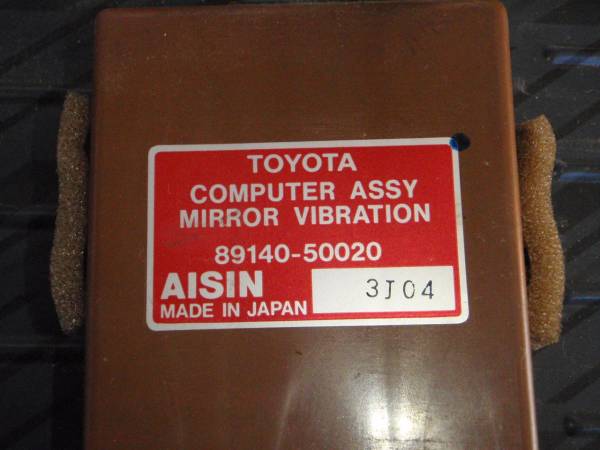 TOYOTA
COMPUTER ASSY
MIRROR VIBRATION
89140-50020
AISIN
3J04
MADE IN JAPAN